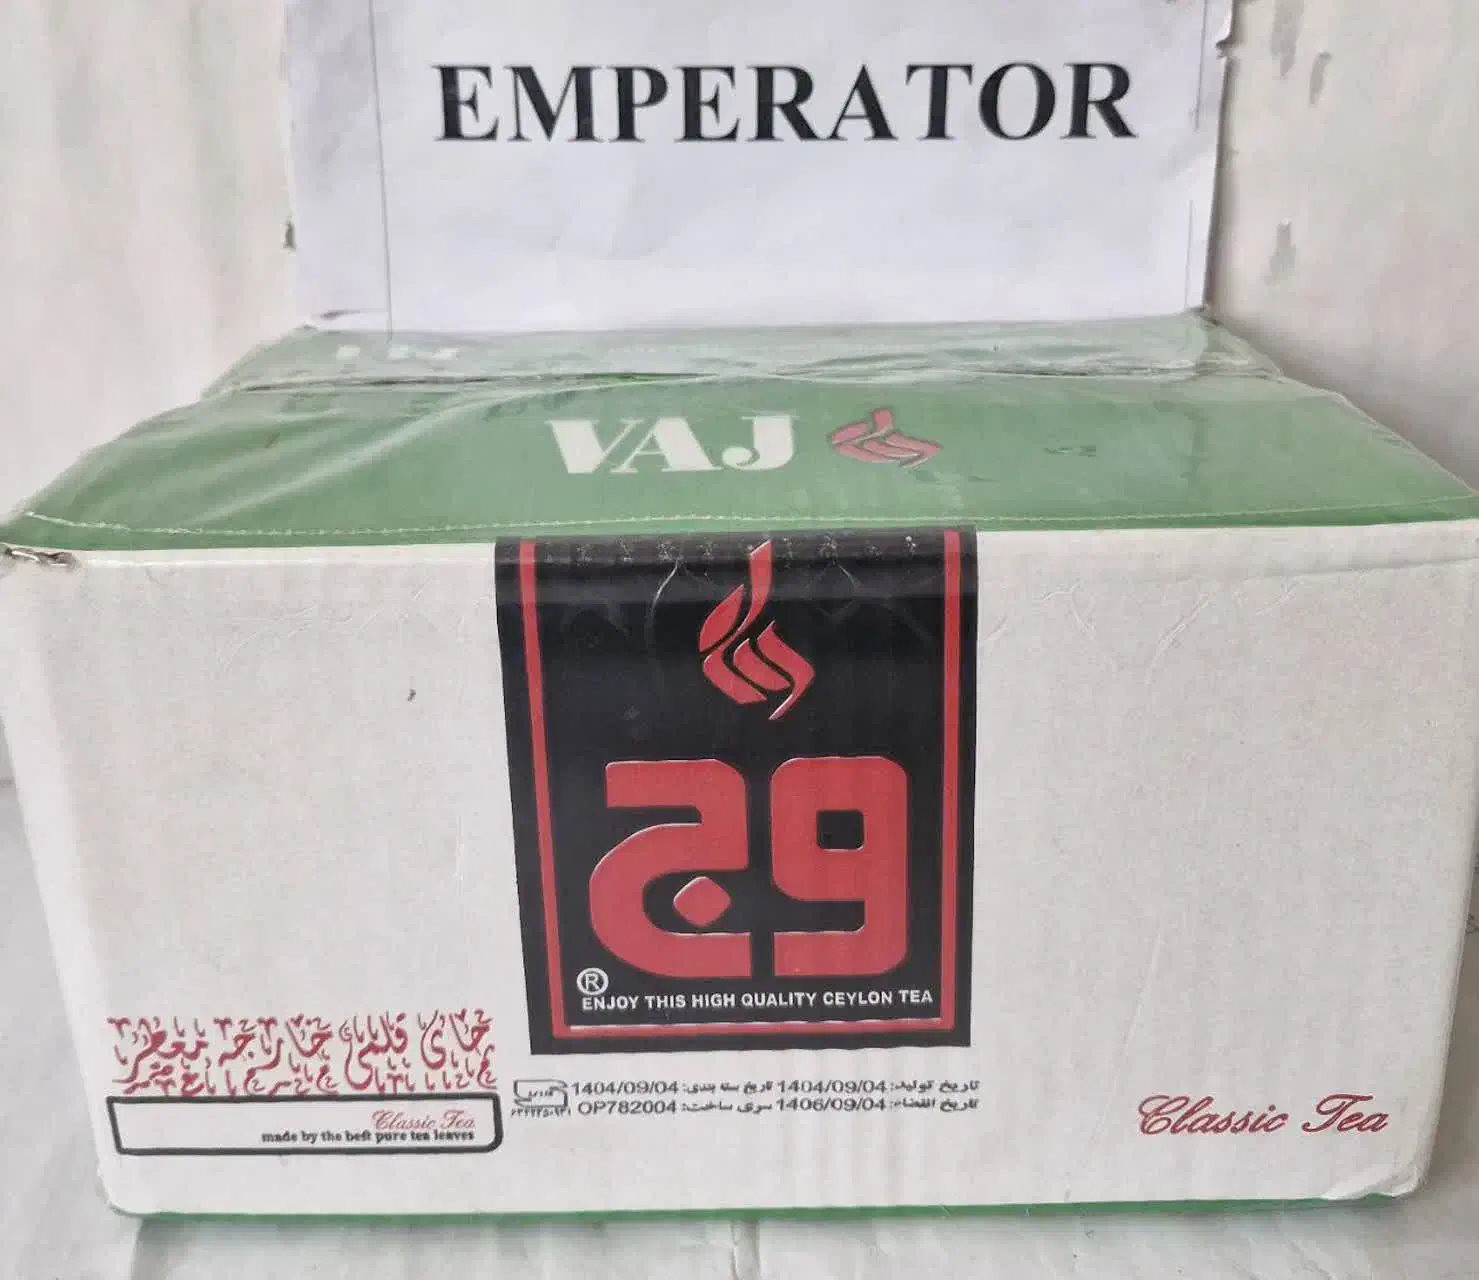 EMPERATOR
VAJ
وج
®
ENJOY THIS HIGH QUALITY CEYLON TEA
چای قلمی خارجه معطر
Classic Tea
made by the best pure tea leaves
تاریخ تولید: 1404/09/04 تاریخ بسته بندی: 1404/09/04
تاریخ انقضاء: 1406/09/04 سری ساخت: OP782004
Classic Tea